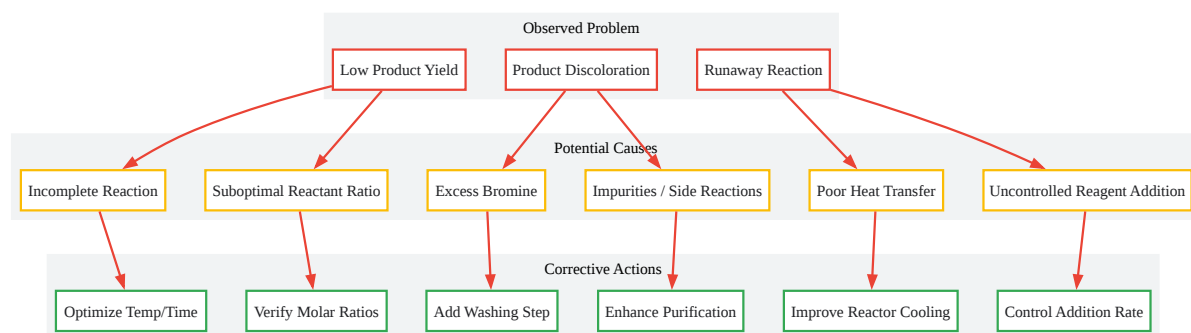 Observed Problem
Low Product Yield
Product Discoloration
Runaway Reaction
Potential Causes
Incomplete Reaction
Suboptimal Reactant Ratio
Excess Bromine
Impurities / Side Reactions
Poor Heat Transfer
Uncontrolled Reagent Addition
Corrective Actions
Optimize Temp/Time
Verify Molar Ratios
Add Washing Step
Enhance Purification
Improve Reactor Cooling
Control Addition Rate